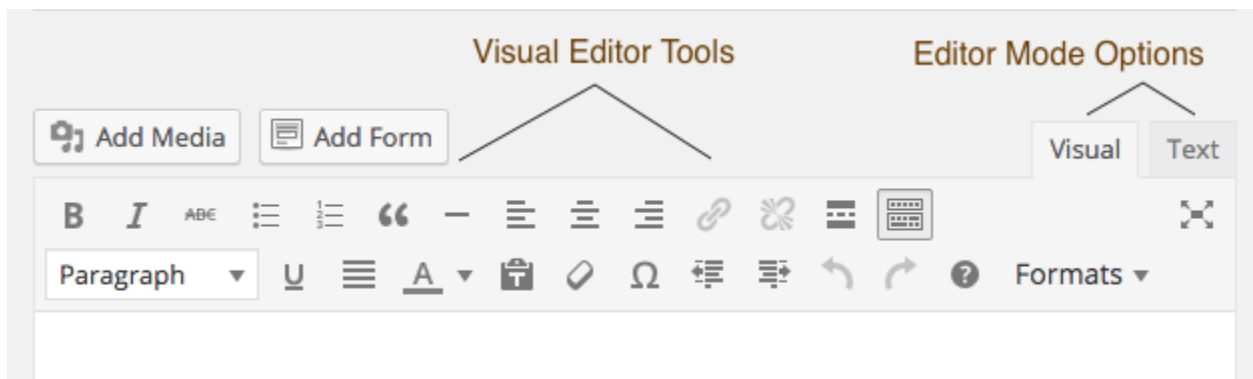 Visual Editor Tools
Editor Mode Options
Add Media
Add Form
Visual
Text
B I ABC
Paragraph U A T Ω ? Formats